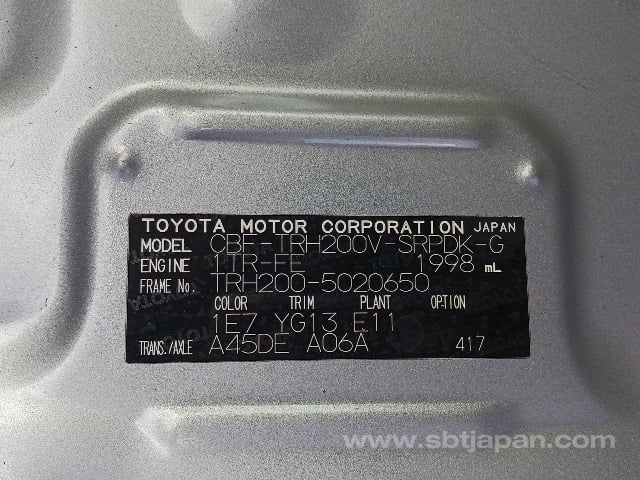 TOYOTA MOTOR CORPORATION JAPAN
MODEL CBF-TRH200V-SRPDK-G
ENGINE 1TR-FE 1998 mL
FRAME No. TRH200-5020650
COLOR TRIM PLANT OPTION
1E7 YG13 E11
TRANS./AXLE A45DE A06A 417
www.sbtjapan.com